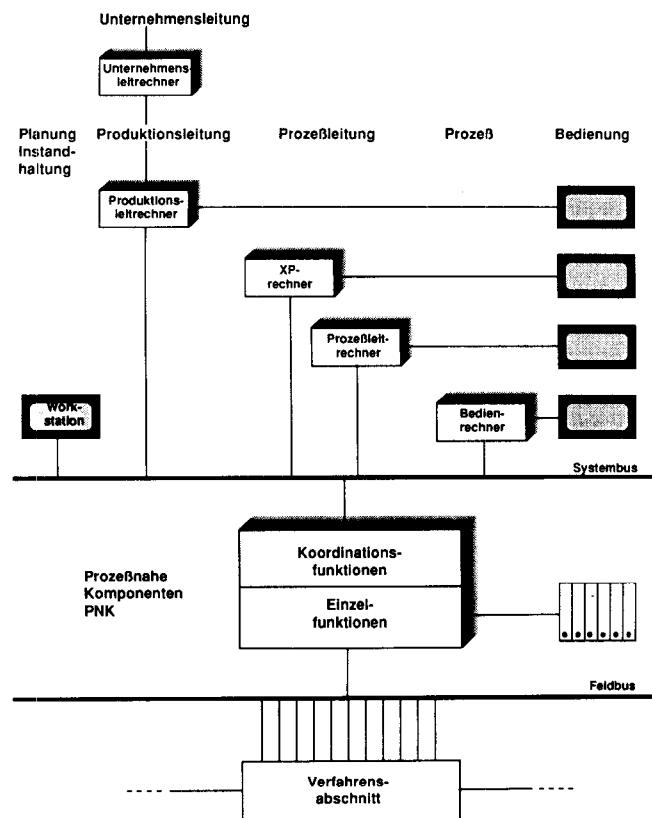 Unternehmensleitung
Unternehmens-
leitrechner
Planung
Instand-
haltung
Produktionsleitung
Prozeßleitung
Prozeß
Bedienung
Produktions-
leitrechner
XP-
rechner
Prozeßleit-
rechner
Work-
station
Bedien-
rechner
Systembus
Koordinations-
funktionen
Prozeßnahe
Komponenten
PNK
Einzel-
funktionen
Feldbus
Verfahrens-
abschnitt